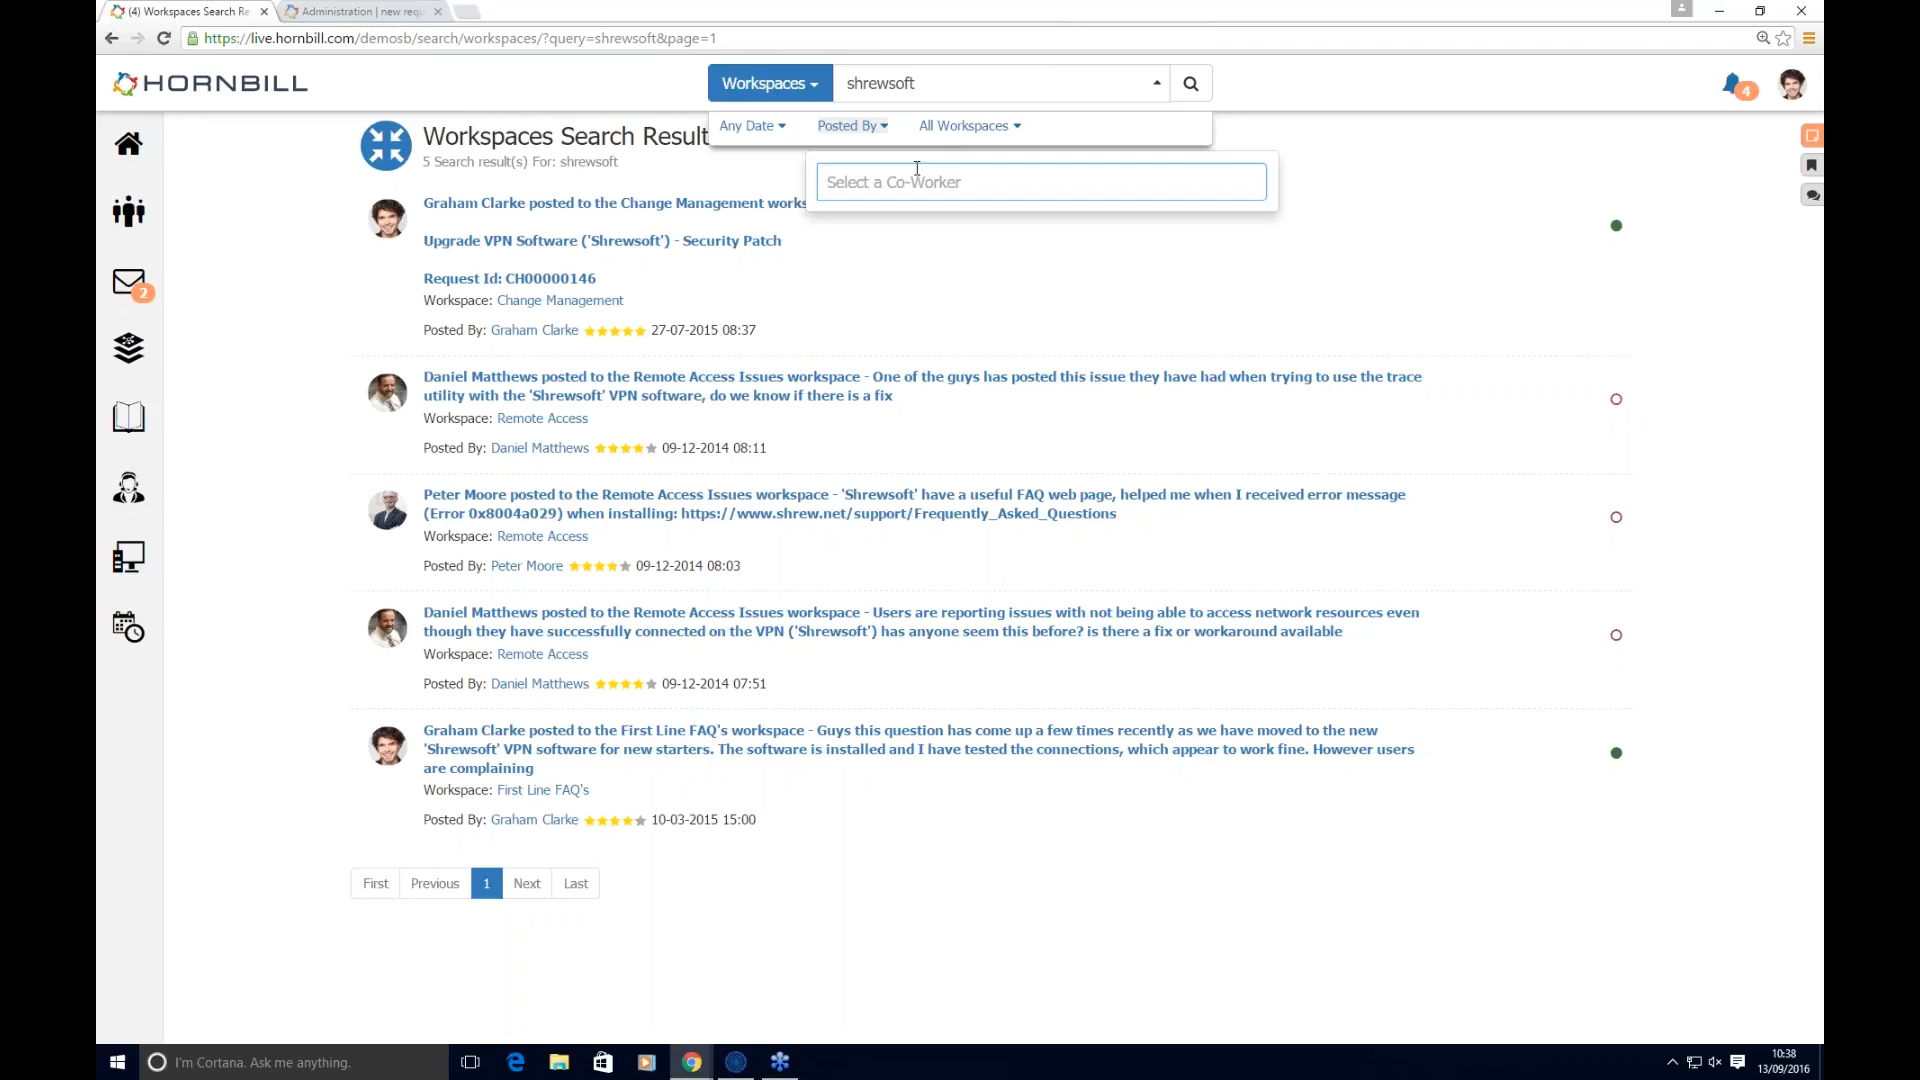 (4) Workspaces Search Re
Administration | new requ
https://live.hornbill.com/demosb/search/workspaces/?query=shrewsoft&page=1
HORNBILL
Workspaces
shrewsoft
4
Any Date
Posted By
All Workspaces
Workspaces Search Result
5 Search result(s) For: shrewsoft
Select a Co-Worker
Graham Clarke posted to the Change Management works
Upgrade VPN Software ('Shrewsoft') - Security Patch
Request Id: CH00000146
Workspace: Change Management
Posted By: Graham Clarke 27-07-2015 08:37
2
Daniel Matthews posted to the Remote Access Issues workspace - One of the guys has posted this issue they have had when trying to use the trace
utility with the 'Shrewsoft' VPN software, do we know if there is a fix
Workspace: Remote Access
Posted By: Daniel Matthews 09-12-2014 08:11
Peter Moore posted to the Remote Access Issues workspace - 'Shrewsoft' have a useful FAQ web page, helped me when I received error message
(Error 0x8004a029) when installing: https://www.shrew.net/support/Frequently_Asked_Questions
Workspace: Remote Access
Posted By: Peter Moore 09-12-2014 08:03
Daniel Matthews posted to the Remote Access Issues workspace - Users are reporting issues with not being able to access network resources even
though they have successfully connected on the VPN ('Shrewsoft') has anyone seem this before? is there a fix or workaround available
Workspace: Remote Access
Posted By: Daniel Matthews 09-12-2014 07:51
Graham Clarke posted to the First Line FAQ's workspace - Guys this question has come up a few times recently as we have moved to the new
'Shrewsoft' VPN software for new starters. The software is installed and I have tested the connections, which appear to work fine. However users
are complaining
Workspace: First Line FAQ's
Posted By: Graham Clarke 10-03-2015 15:00
First
Previous
1
Next
Last
I'm Cortana. Ask me anything.
10:38
13/09/2016